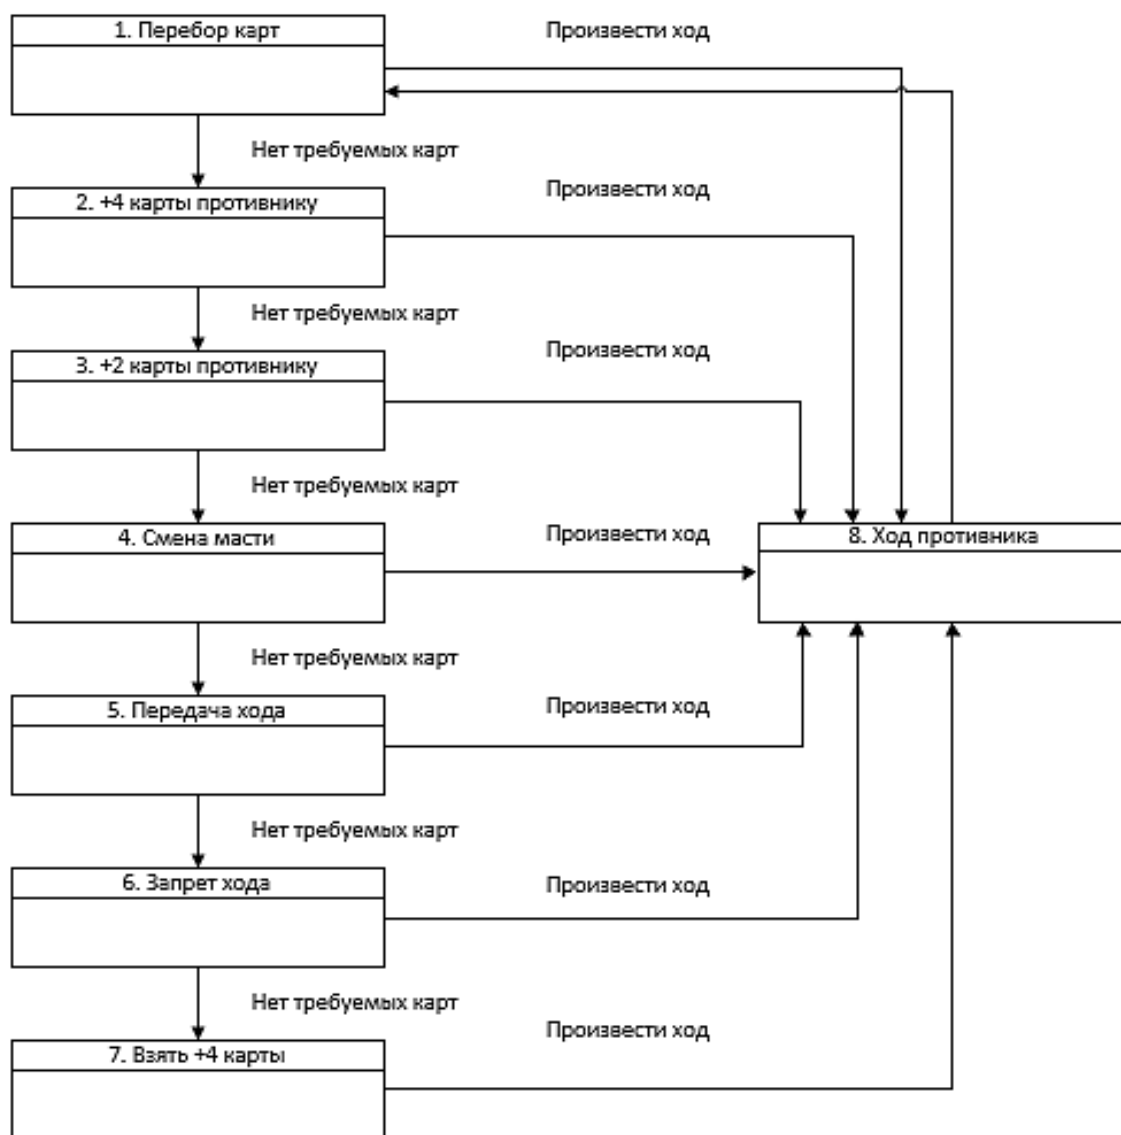 1. Перебор карт
Произвести ход
Нет требуемых карт
2. +4 карты противнику
Произвести ход
Нет требуемых карт
3. +2 карты противнику
Произвести ход
Нет требуемых карт
4. Смена масти
Произвести ход
8. Ход противника
Нет требуемых карт
5. Передача хода
Произвести ход
Нет требуемых карт
6. Запрет хода
Произвести ход
Нет требуемых карт
7. Взять +4 карты
Произвести ход